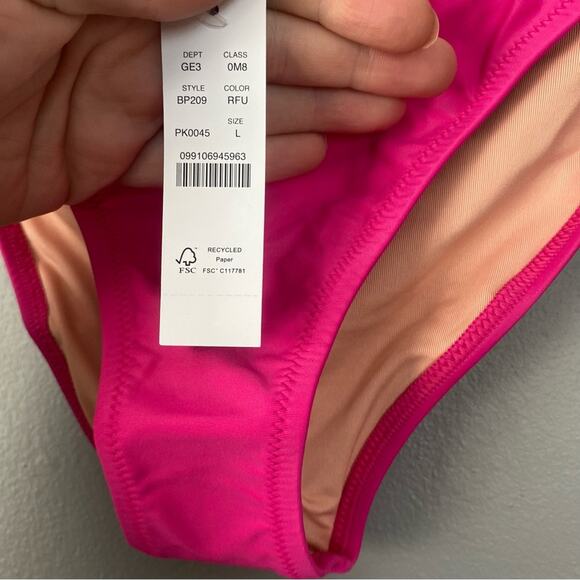 DEPT CLASS
GE3 0M8
STYLE COLOR
BP209 RFU
SIZE
PK0045 L
099106945963
RECYCLED
Paper
FSC FSC® C117781